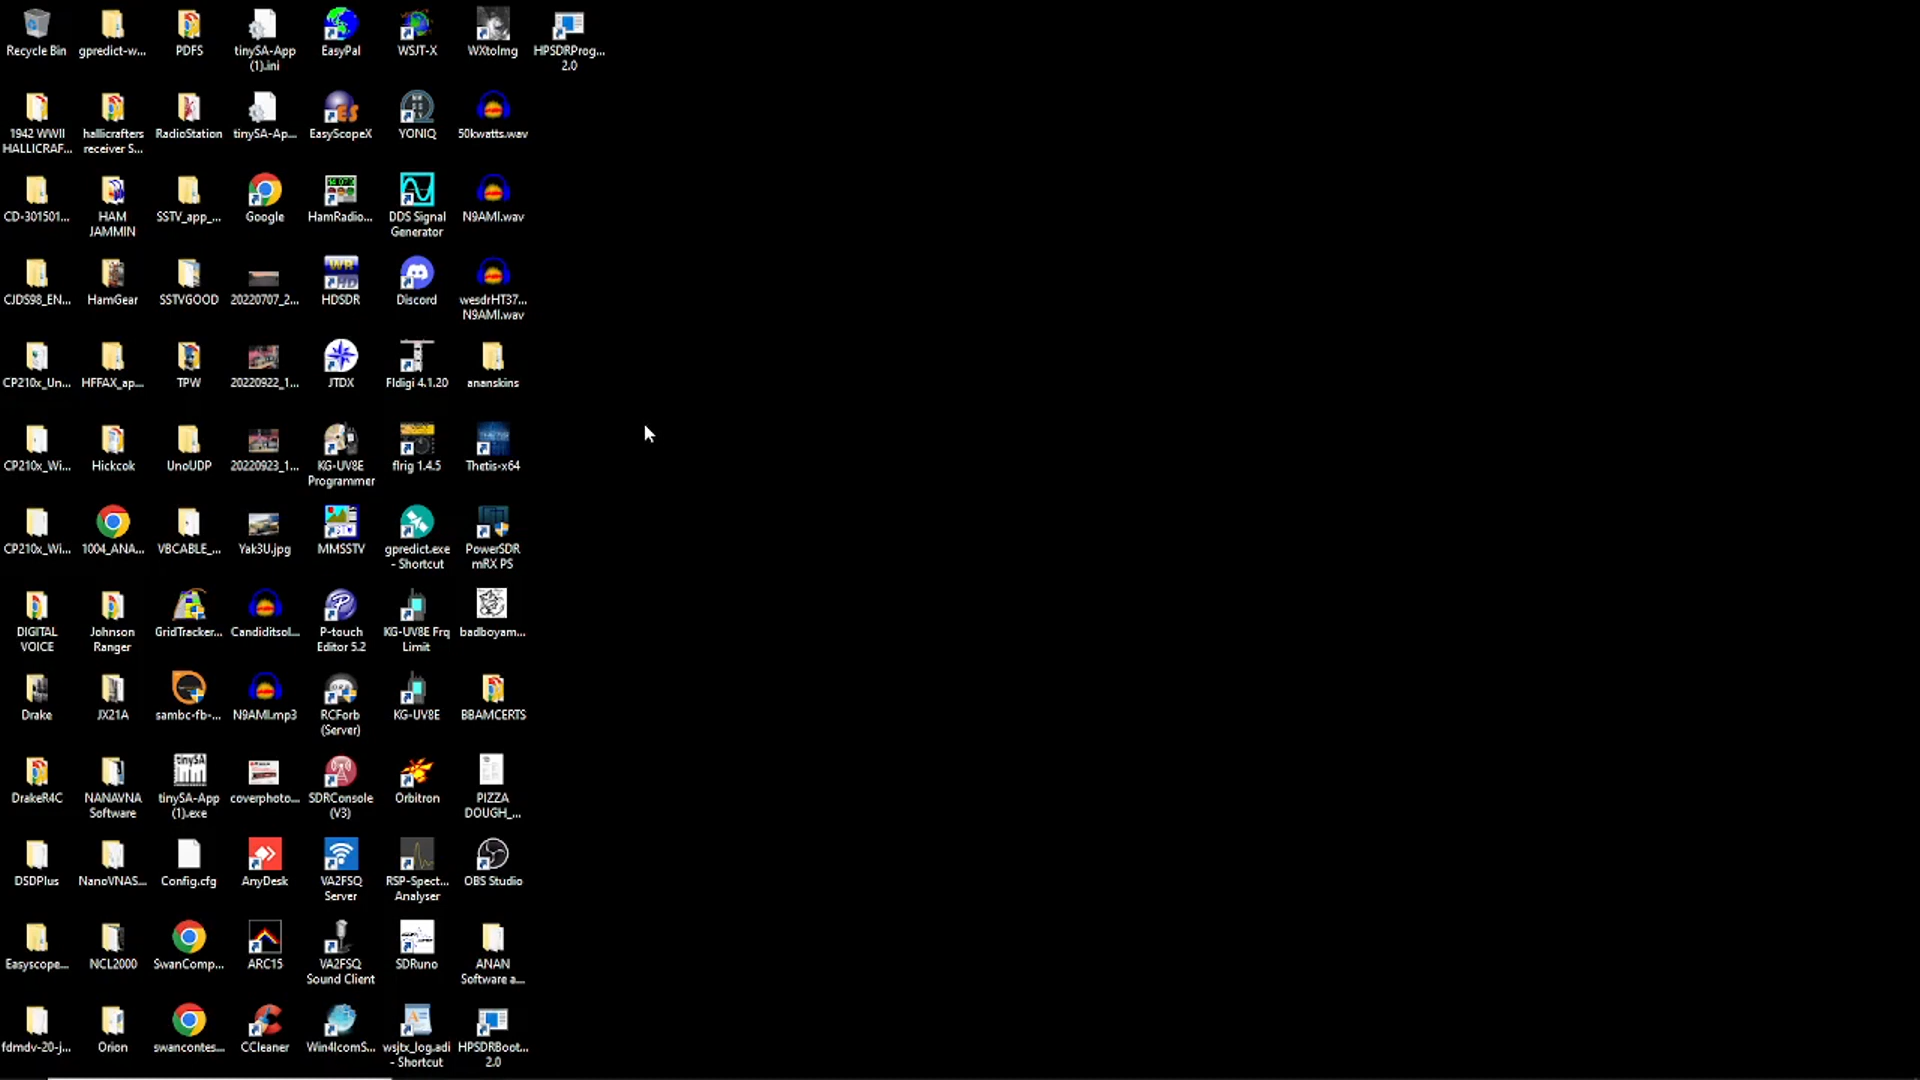 Recycle Bin
gpredict-w...
PDFS
tinySA-App
(1).ini
EasyPal
WSJT-X
WXtoImg
HPSDRProg...
2.0
1942 WWII
HALLICRAF...
hallicrafters
receiver S...
RadioStation
tinySA-Ap...
EasyScopeX
YONIQ
50kwatts.wav
CD-301501...
HAM
JAMMIN
SSTV_app_...
Google
HamRadio...
DDS Signal
Generator
N9AMI.wav
CJDS98_EN...
HamGear
SSTVGOOD
20220707_2...
HDSDR
Discord
wesdrHT37...
N9AMI.wav
CP210x_Un...
HFFAX_ap...
TPW
20220922_1...
JTDX
Fldigi 4.1.20
ananskins
CP210x_Wi...
Hickcok
UnoUDP
20220923_1...
KG-UV8E
Programmer
flrig 1.4.5
Thetis-x64
CP210x_Wi...
1004_ANA...
VBCABLE_...
Yak3U.jpg
MMSSTV
gpredict.exe
- Shortcut
PowerSDR
mRX PS
DIGITAL
VOICE
Johnson
Ranger
GridTracker...
Candiditsol...
P-touch
Editor 5.2
KG-UV8E Frq
Limit
badboyam...
Drake
JX21A
sambc-fb-...
N9AMI.mp3
RCForb
(Server)
KG-UV8E
BBAMCERTS
DrakeR4C
NANAVNA
Software
tinySA
tinySA-App
(1).exe
coverphoto...
SDRConsole
(V3)
Orbitron
PIZZA
DOUGH_...
DSDPlus
NanoVNAS...
Config.cfg
AnyDesk
VA2FSQ
Server
RSP-Spect...
Analyser
OBS Studio
Easyscope...
NCL2000
SwanComp...
ARC15
VA2FSQ
Sound Client
SDRuno
ANAN
Software a...
fdmdv-20-j...
Orion
swancontes...
CCleaner
Win4IcomS...
wsjtx_log.adi
- Shortcut
HPSDRBoot...
2.0